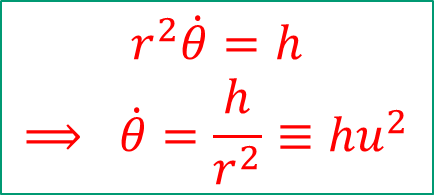 r²θ̇ = h
⟹ θ̇ = h/r² ≡ hu²